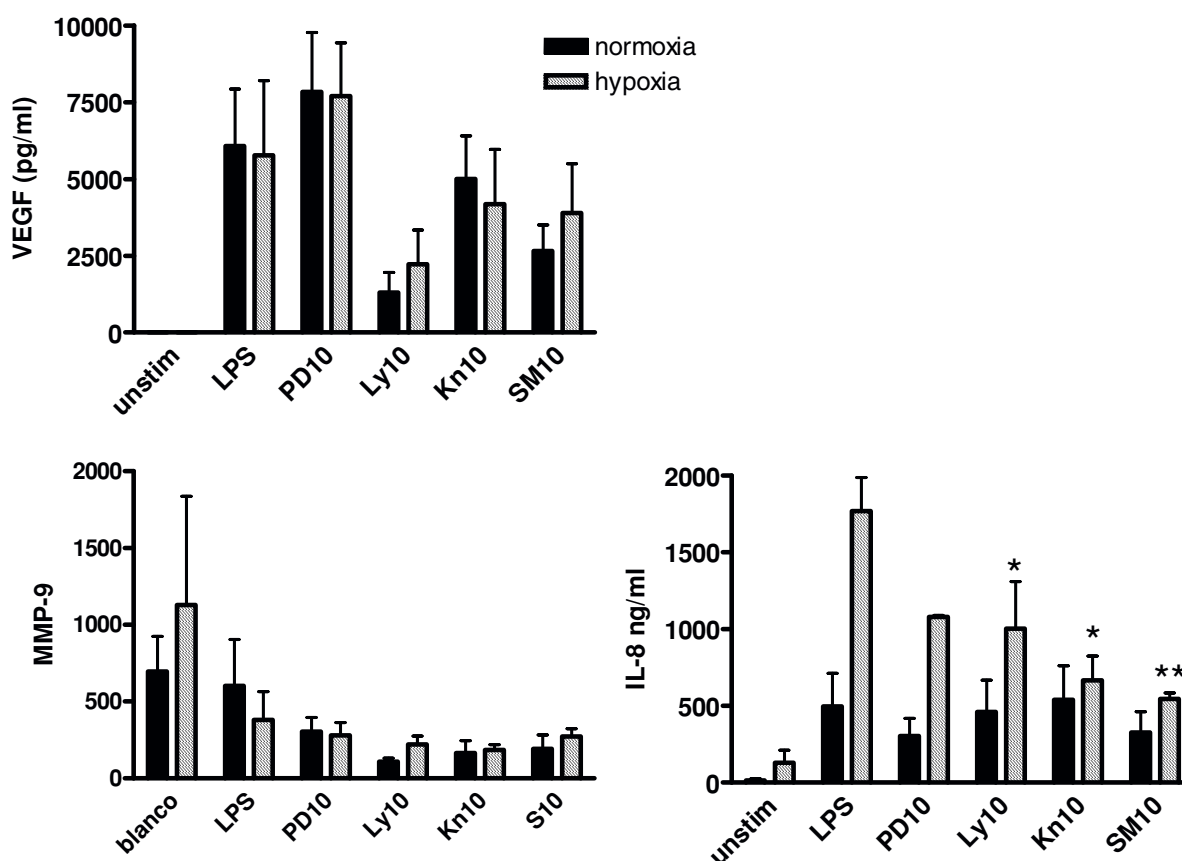 10000
7500
5000
2500
0
VEGF (pg/ml)
normoxia
hypoxia
unstim
LPS
PD10
Ly10
Kn10
SM10
2000
1500
1000
500
0
MMP-9
blanco
LPS
PD10
Ly10
Kn10
S10
2000
1500
1000
500
0
IL-8 ng/ml
*
*
**
unstim
LPS
PD10
Ly10
Kn10
SM10